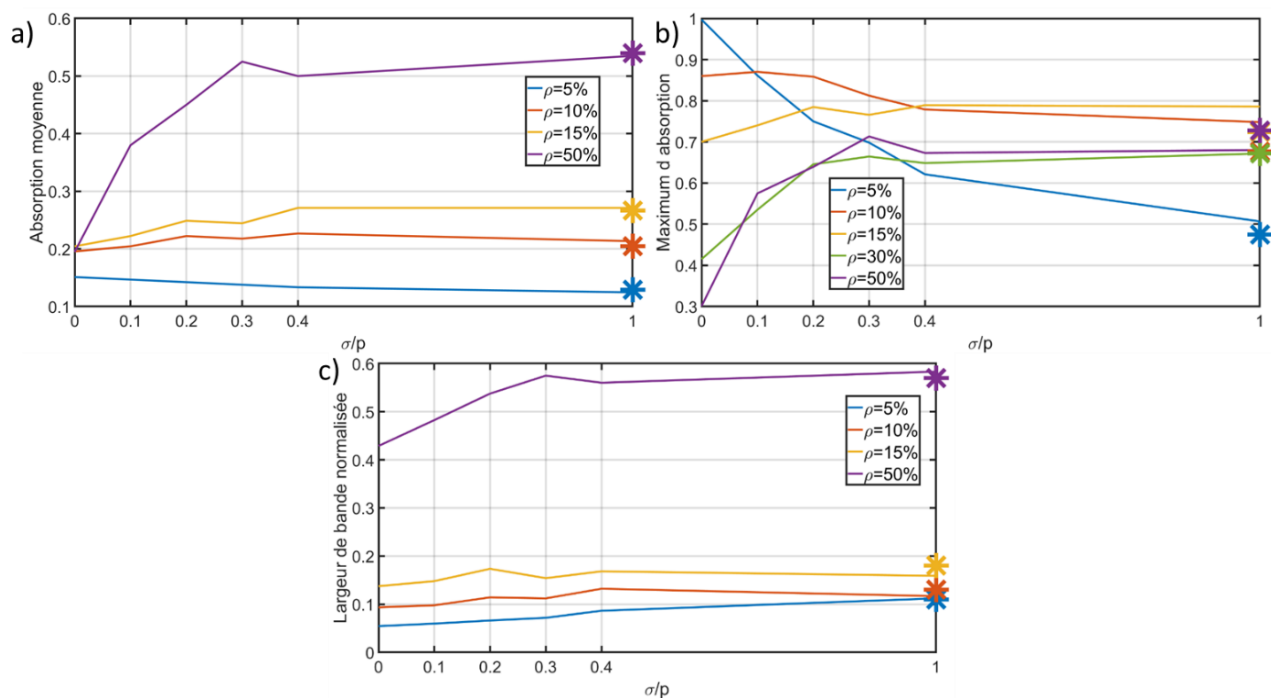 a)
Absorption moyenne
0.6
0.5
0.4
0.3
0.2
0.1
0 0.1 0.2 0.3 0.4 1
σ/p
ρ=5%
ρ=10%
ρ=15%
ρ=50%
b)
Maximum d absorption
1
0.9
0.8
0.7
0.6
0.5
0.4
0.3
0 0.1 0.2 0.3 0.4 1
σ/p
ρ=5%
ρ=10%
ρ=15%
ρ=30%
ρ=50%
c)
Largeur de bande normalisée
0.6
0.5
0.4
0.3
0.2
0.1
0
0 0.1 0.2 0.3 0.4 1
σ/p
ρ=5%
ρ=10%
ρ=15%
ρ=50%